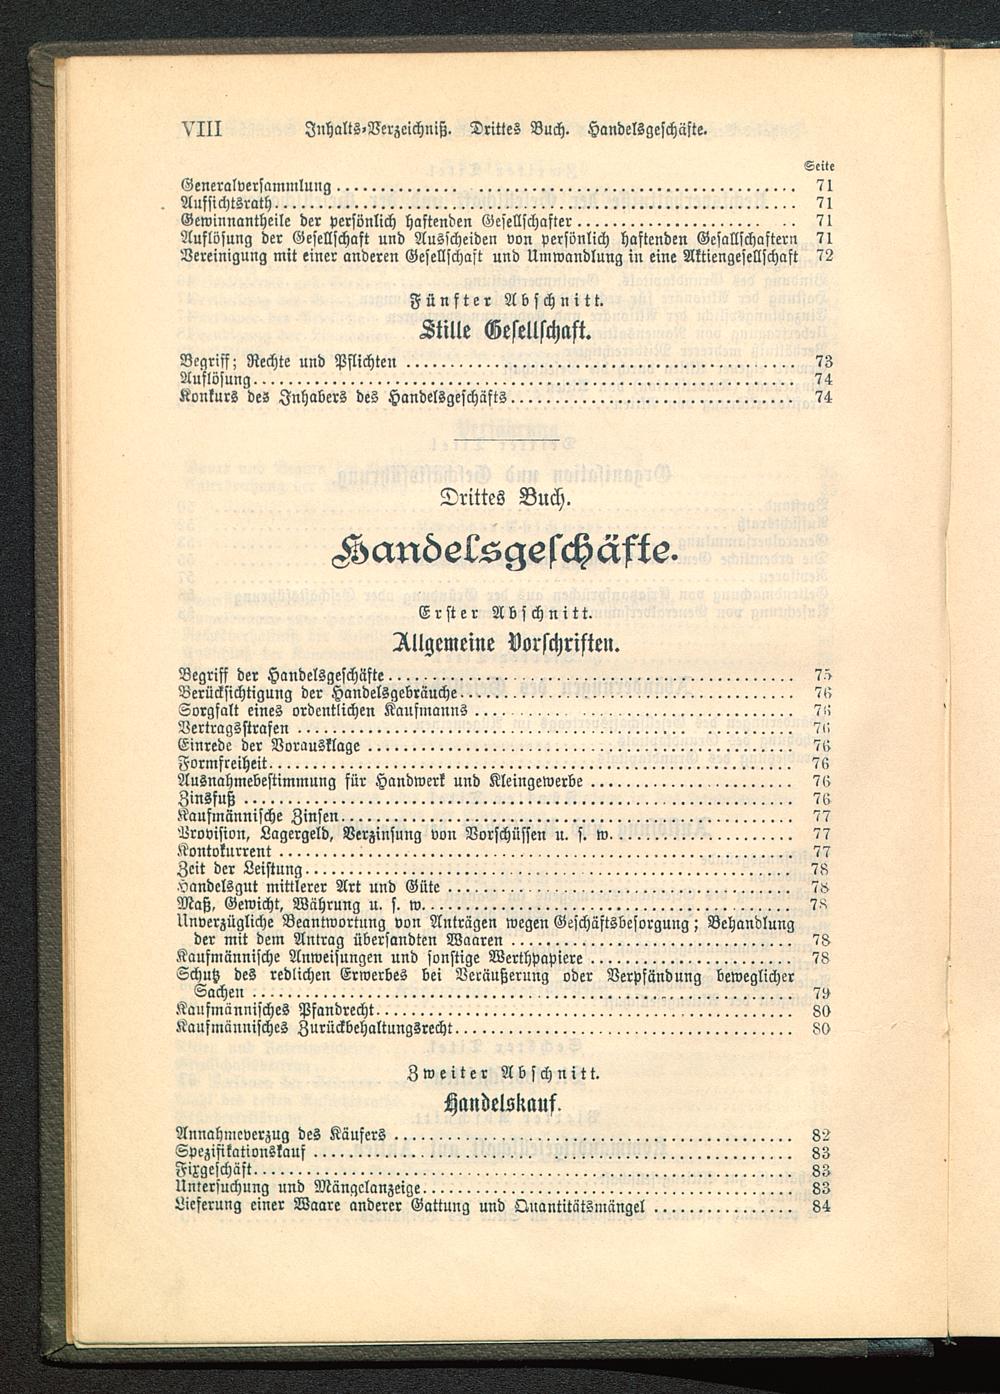 VIII Inhalts-Verzeichniß. Drittes Buch. Handelsgeschäfte.
Seite
Generalversammlung . . . . . . . . . . 71
Aufsichtsrath . . . . . . . . . . 71
Gewinnantheile der persönlich haftenden Gesellschafter . . . . . . . . . . 71
Auflösung der Gesellschaft und Ausscheiden von persönlich haftenden Gesallschaftern 71
Vereinigung mit einer anderen Gesellschaft und Umwandlung in eine Aktiengesellschaft 72
Fünfter Abschnitt.
Stille Gesellschaft.
Begriff; Rechte und Pflichten . . . . . . . . . . 73
Auflösung . . . . . . . . . . 74
Konkurs des Inhabers des Handelsgeschäfts . . . . . . . . . . 74
Drittes Buch.
Handelsgeschäfte.
Erster Abschnitt.
Allgemeine Vorschriften.
Begriff der Handelsgeschäfte . . . . . . . . . . 75
Berücksichtigung der Handelsgebräuche . . . . . . . . . . 76
Sorgfalt eines ordentlichen Kaufmanns . . . . . . . . . . 76
Vertragsstrafen . . . . . . . . . . 76
Einrede der Vorausklage . . . . . . . . . . 76
Formfreiheit . . . . . . . . . . 76
Ausnahmebestimmung für Handwerk und Kleingewerbe . . . . . . . . . . 76
Zinsfuß . . . . . . . . . . 76
Kaufmännische Zinsen . . . . . . . . . . 77
Provision, Lagergeld, Verzinsung von Vorschüssen u. s. w. . . . . . . . . . . 77
Kontokurrent . . . . . . . . . . 77
Zeit der Leistung . . . . . . . . . . 78
Handelsgut mittlerer Art und Güte . . . . . . . . . . 78
Maß, Gewicht, Währung u. s. w. . . . . . . . . . . 78
Unverzügliche Beantwortung von Anträgen wegen Geschäftsbesorgung; Behandlung
der mit dem Antrag übersandten Waaren . . . . . . . . . . 78
Kaufmännische Anweisungen und sonstige Werthpapiere . . . . . . . . . . 78
Schutz des redlichen Erwerbes bei Veräußerung oder Verpfändung beweglicher
Sachen . . . . . . . . . . 79
Kaufmännisches Pfandrecht . . . . . . . . . . 80
Kaufmännisches Zurückbehaltungsrecht . . . . . . . . . . 80
Zweiter Abschnitt.
Handelskauf.
Annahmeverzug des Käufers . . . . . . . . . . 82
Spezifikationskauf . . . . . . . . . . 83
Fixgeschäft . . . . . . . . . . 83
Untersuchung und Mängelanzeige . . . . . . . . . . 83
Lieferung einer Waare anderer Gattung und Quantitätsmängel . . . . . . . . . . 84